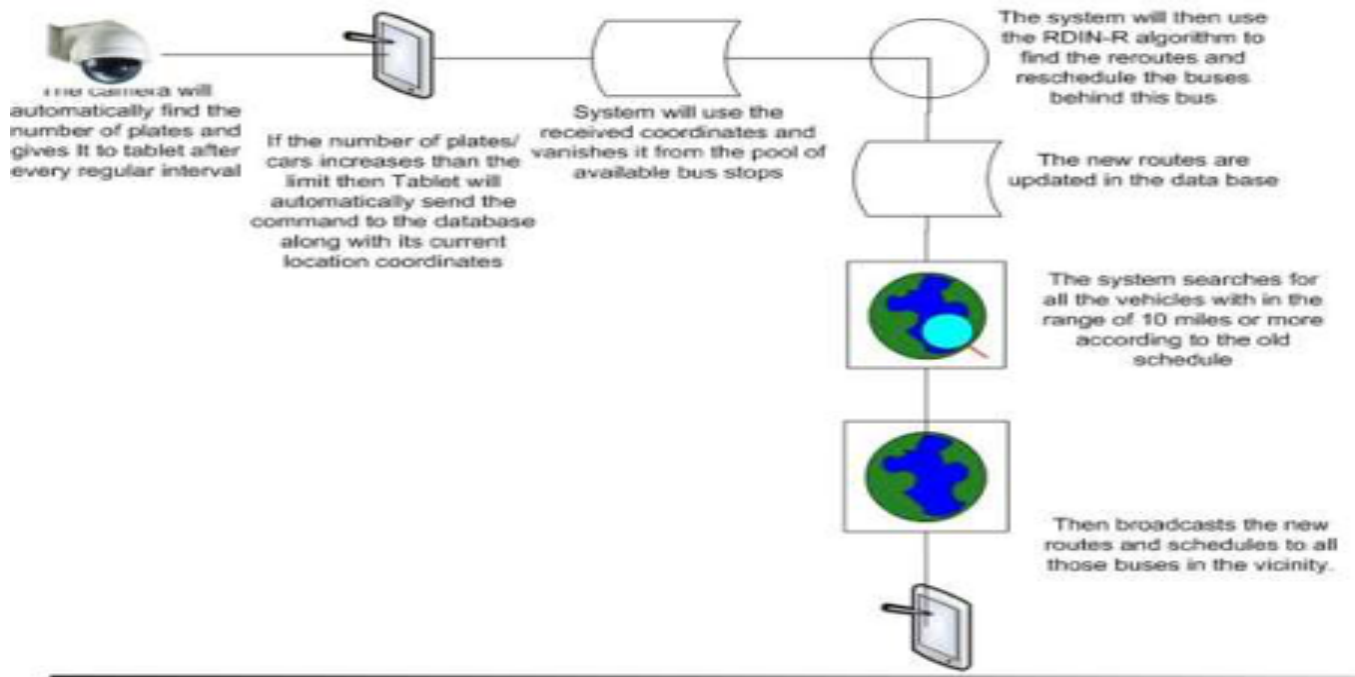 The camera will
automatically find the
number of plates and
gives It to tablet after
every regular interval
If the number of plates/
cars increases than the
limit then Tablet will
automatically send the
command to the database
along with its current
location coordinates
System will use the
received coordinates and
vanishes it from the pool of
available bus stops
The system will then use
the RDIN-R algorithm to
find the reroutes and
reschedule the buses
behind this bus
The new routes are
updated in the data base
The system searches for
all the vehicles with in the
range of 10 miles or more
according to the old
schedule
Then broadcasts the new
routes and schedules to all
those buses in the vicinity.